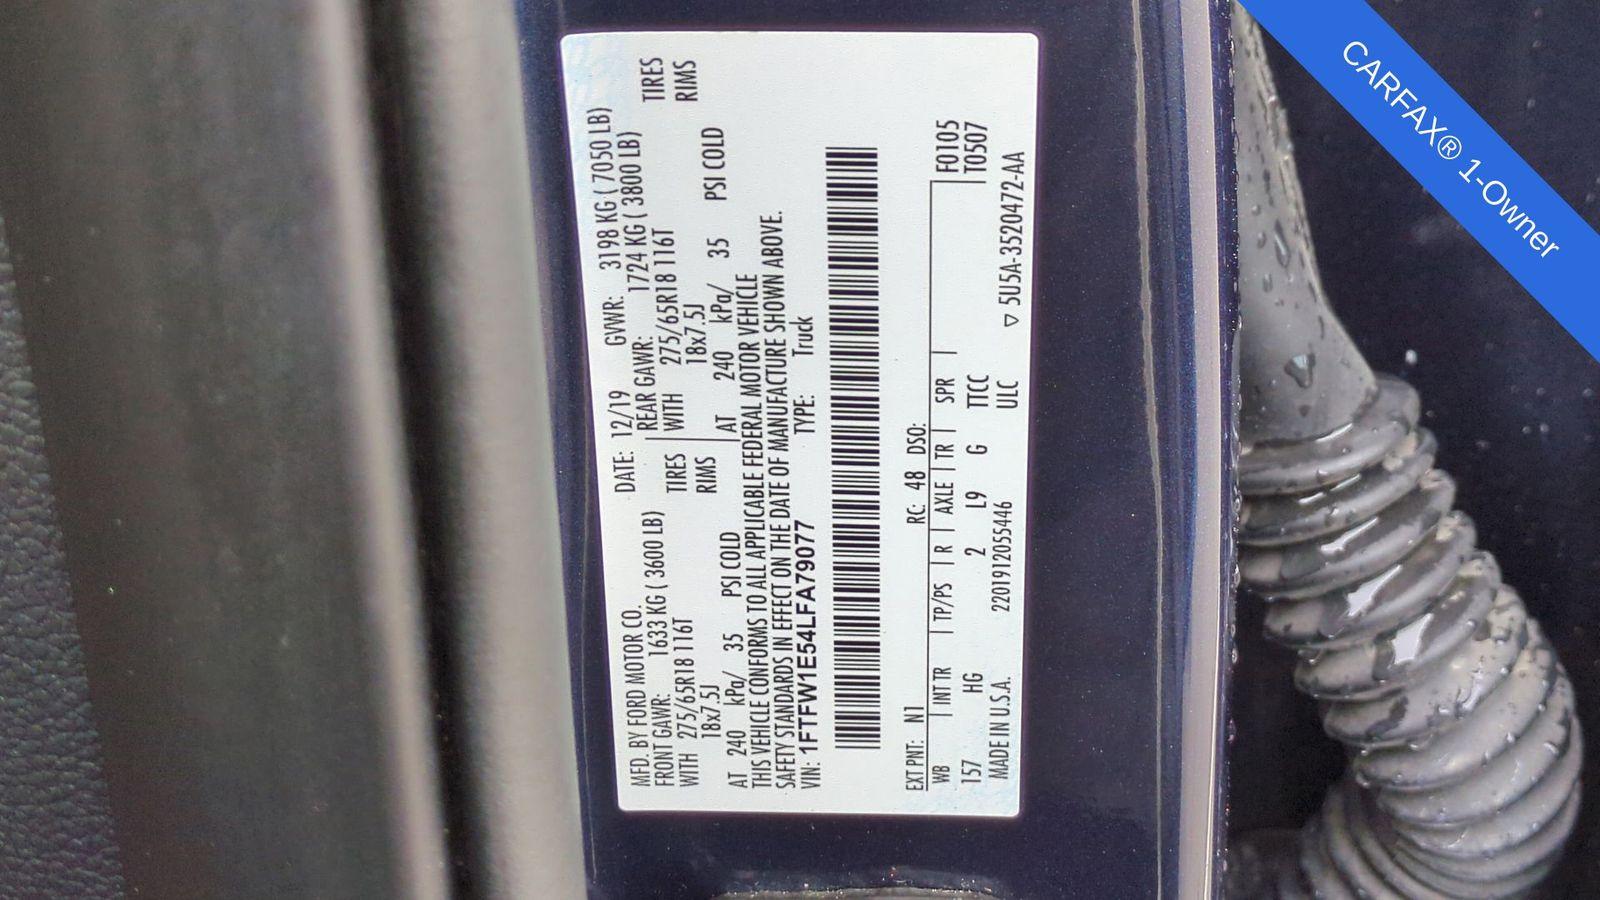 MFD. BY FORD MOTOR CO.
DATE: 12/19
GVWR: 3198 KG ( 7050 LB)
FRONT GAWR: 1633 KG ( 3600 LB)
REAR GAWR: 1724 KG ( 3800 LB)
WITH 275/65R18 116T TIRES
WITH 275/65R18 116T TIRES
18x7.5J RIMS
18x7.5J RIMS
AT 240 kPa/ 35 PSI COLD
AT 240 kPa/ 35 PSI COLD
THIS VEHICLE CONFORMS TO ALL APPLICABLE FEDERAL MOTOR VEHICLE
SAFETY STANDARDS IN EFFECT ON THE DATE OF MANUFACTURE SHOWN ABOVE.
VIN: 1FTFW1E54LFA79077
TYPE: Truck
EXT PNT: N1 RC: 48 DSO:
F0105
WB | INT TR | TP/PS | R | AXLE | TR | SPR | T0507
157 HG 2 L9 G TTCC
MADE IN U.S.A. 220191205446 ULC
▽ 5U5A-3520472-AA
CARFAX® 1-Owner